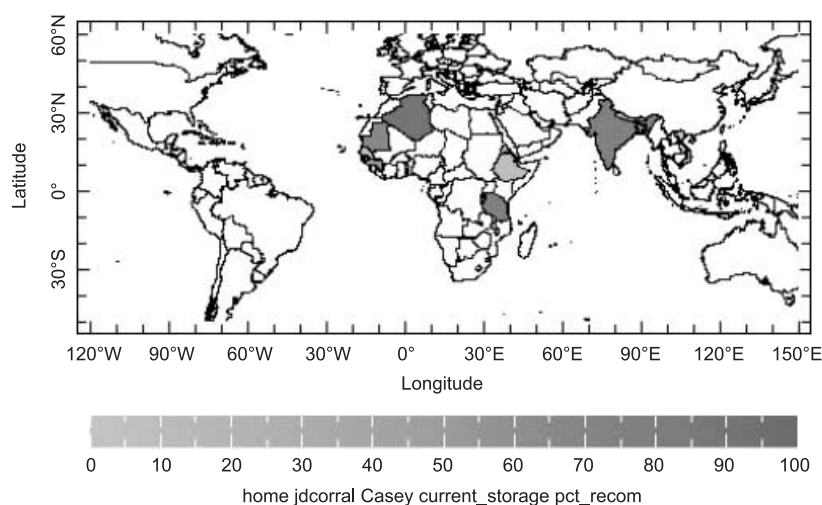 60°N
30°N
0°
30°S
Latitude
120°W 90°W 60°W 30°W 0° 30°E 60°E 90°E 120°E 150°E
Longitude
0 10 20 30 40 50 60 70 80 90 100
home jdcorral Casey current_storage pct_recom